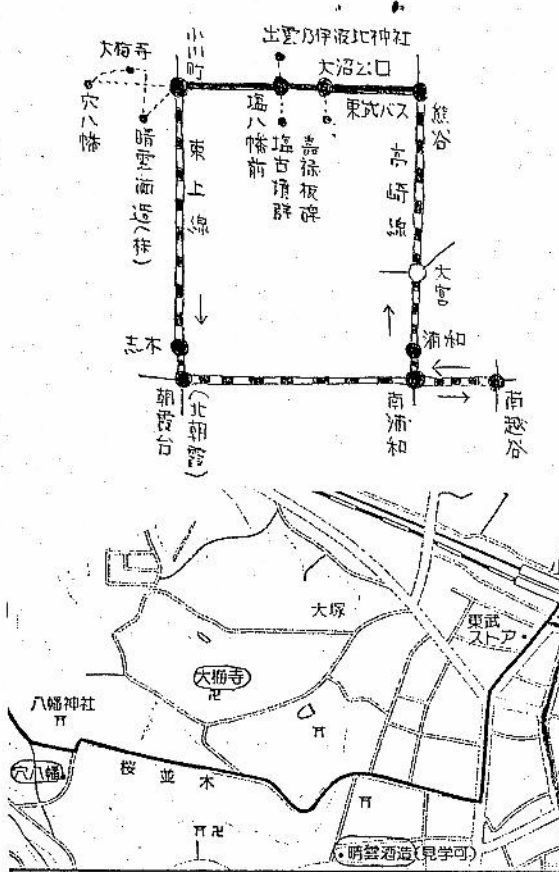 出雲乃伊波比神社
小川町
大梅寺
大沼公口
穴八幡
晴雲酒造(株)
塩八幡前
塩古墳群
嘉禄板碑
東武バス
熊谷
東上線
高崎線
大宮
志木
浦和
朝霞台
(北朝霞)
南浦和
南越谷
大塚
東武
ストア
大梅寺
八幡神社
穴八幡
桜並木
晴雲酒造(見学可)